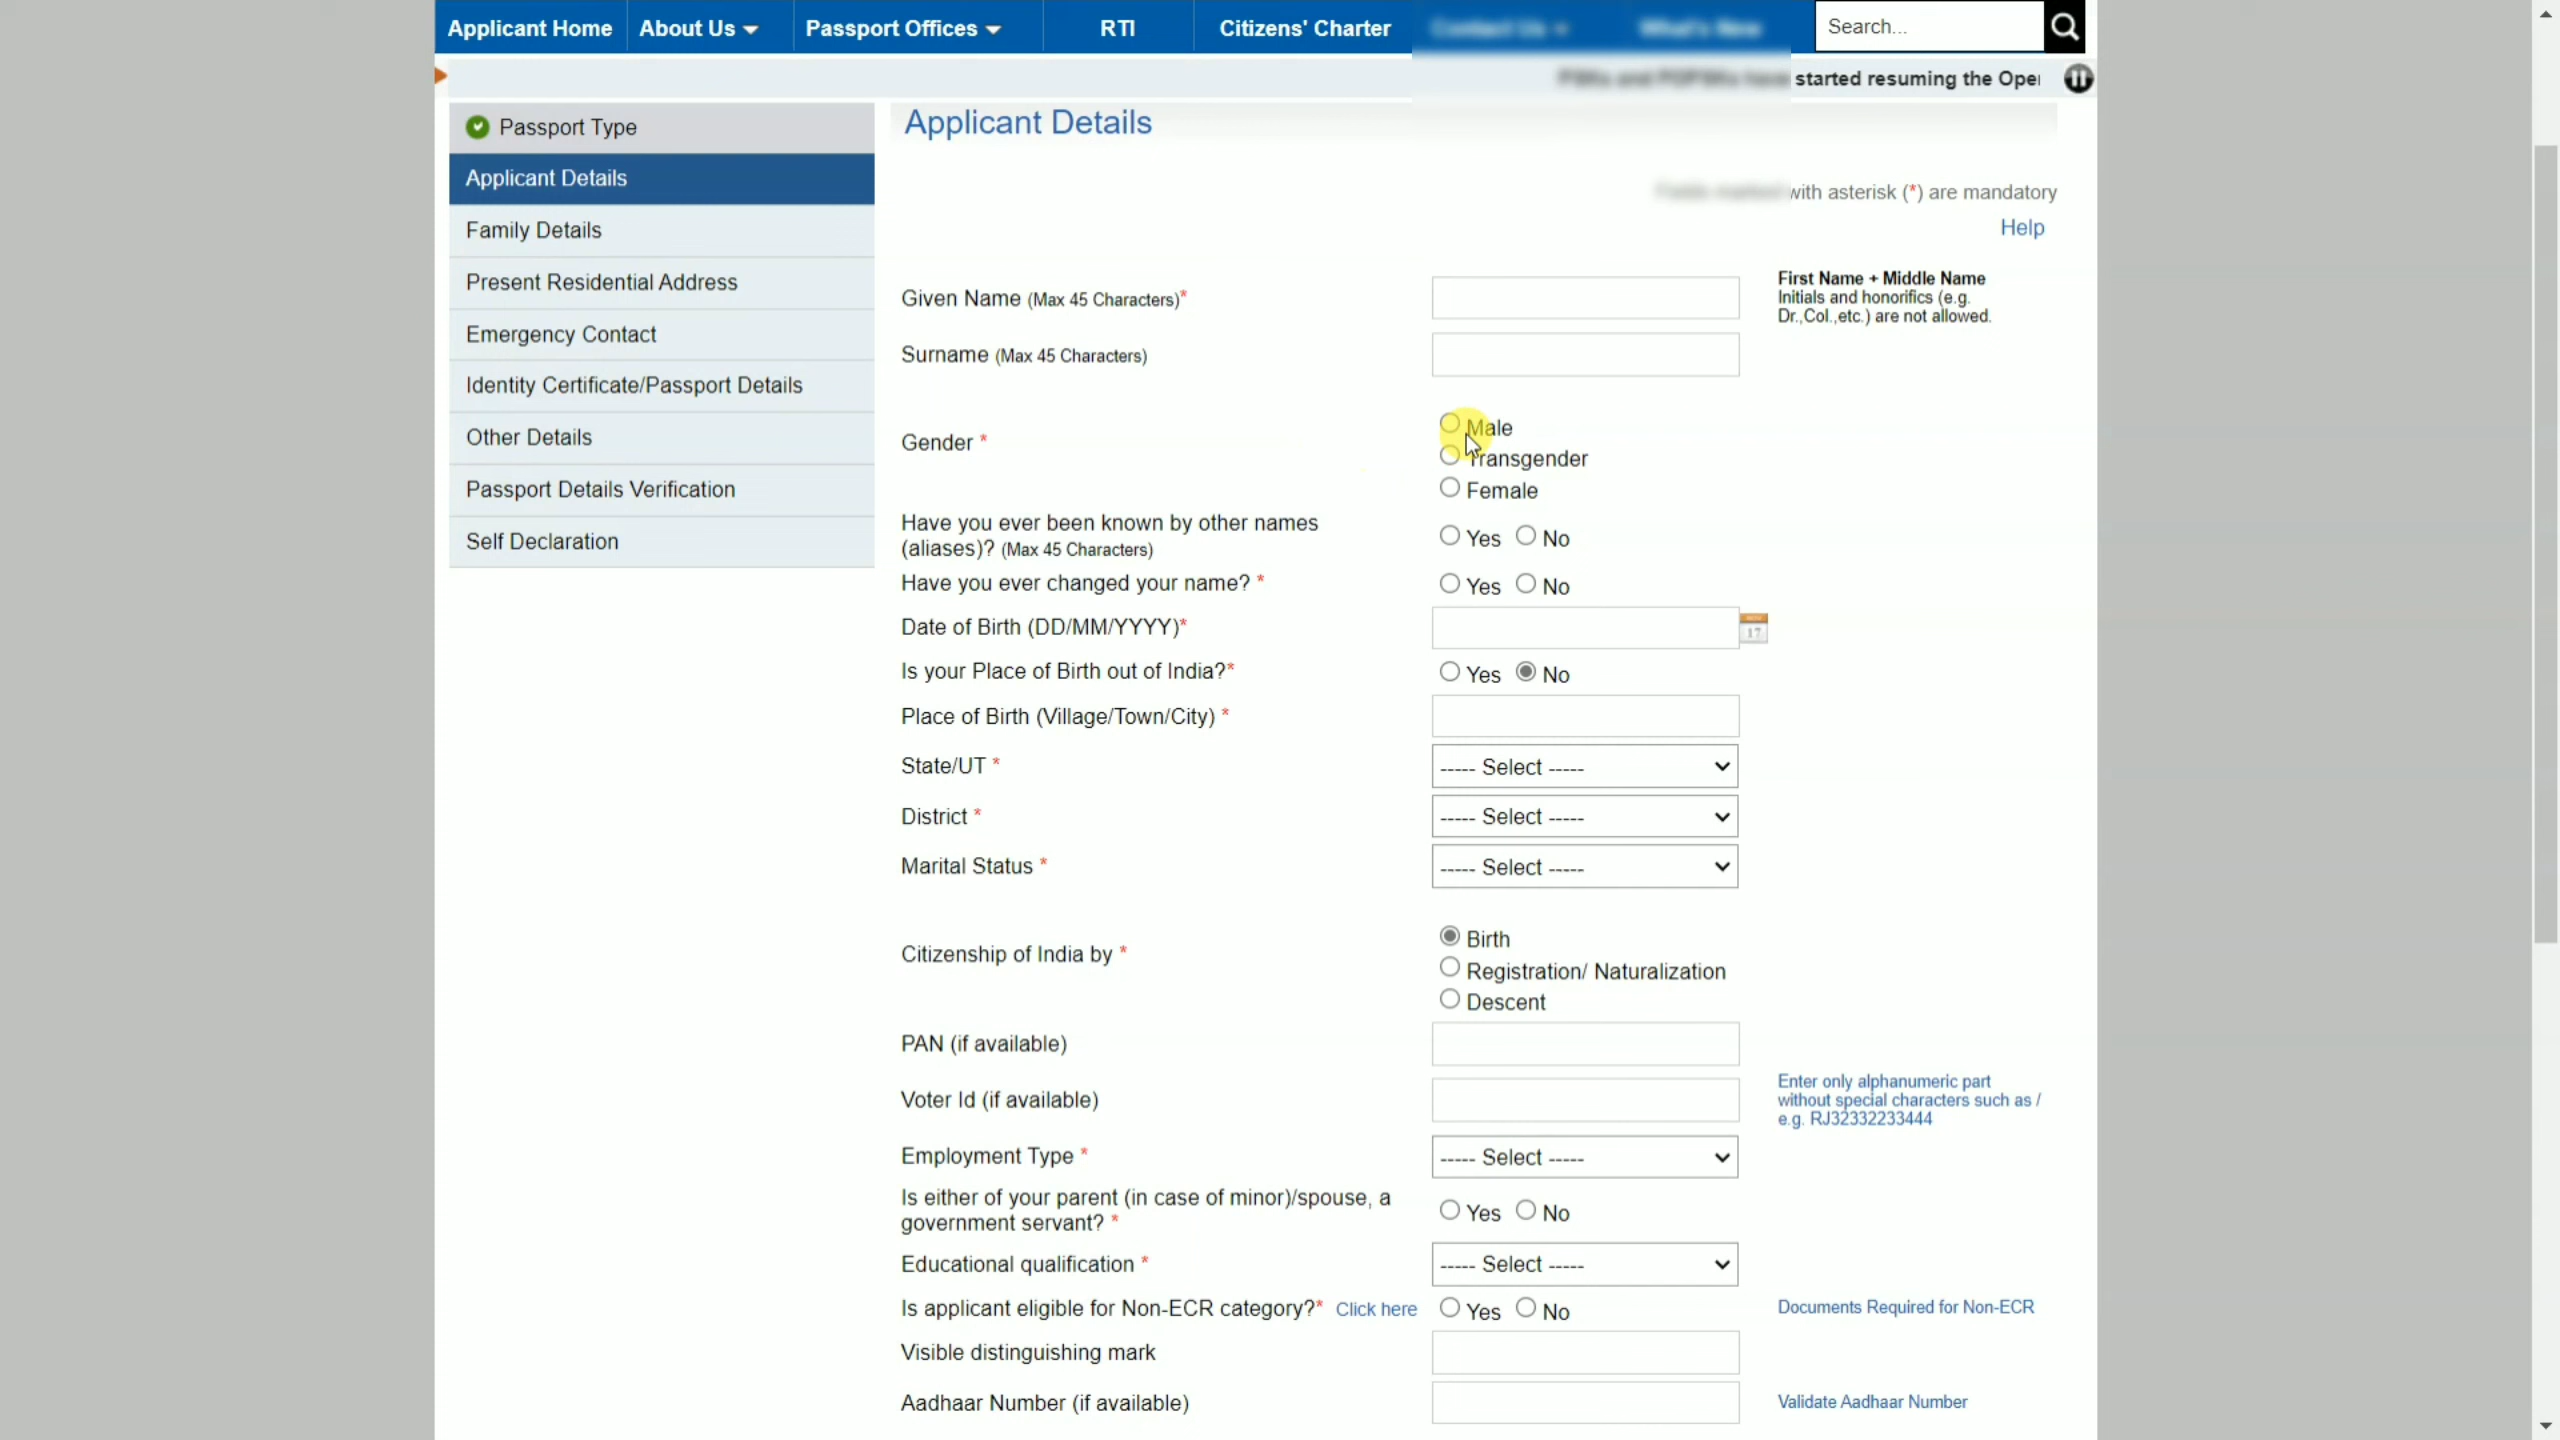 Applicant Home About Us Passport Offices RTI Citizens' Charter Search...
started resuming the Oper
Passport Type
Applicant Details
Family Details
Present Residential Address
Emergency Contact
Identity Certificate/Passport Details
Other Details
Passport Details Verification
Self Declaration
Applicant Details
with asterisk (*) are mandatory
Help
Given Name (Max 45 Characters)*
First Name + Middle Name
Initials and honorifics (e.g.
Dr.,Col.,etc.) are not allowed.
Surname (Max 45 Characters)
Gender *
Male
Transgender
Female
Have you ever been known by other names
(aliases)? (Max 45 Characters)
Yes No
Have you ever changed your name? * Yes No
Date of Birth (DD/MM/YYYY)*
17
Is your Place of Birth out of India?* Yes No
Place of Birth (Village/Town/City) *
State/UT * ----- Select -----
District * ----- Select -----
Marital Status * ----- Select -----
Citizenship of India by *
Birth
Registration/ Naturalization
Descent
PAN (if available)
Voter Id (if available)
Enter only alphanumeric part
without special characters such as /
e.g. RJ32332233444
Employment Type * ----- Select -----
Is either of your parent (in case of minor)/spouse, a
government servant? *
Yes No
Educational qualification * ----- Select -----
Is applicant eligible for Non-ECR category?* Click here Yes No Documents Required for Non-ECR
Visible distinguishing mark
Aadhaar Number (if available) Validate Aadhaar Number